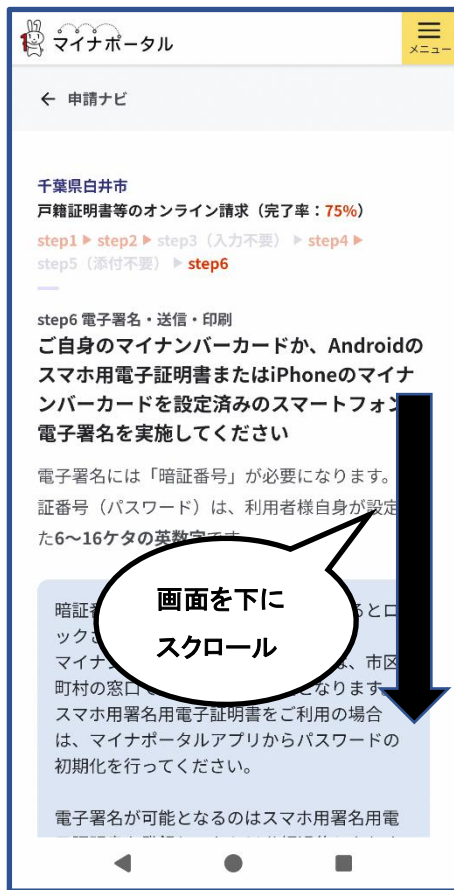 マイナポータル
メニュー
← 申請ナビ
千葉県白井市
戸籍証明書等のオンライン請求（完了率：75%）
step1 ▶ step2 ▶ step3（入力不要） ▶ step4 ▶
step5（添付不要） ▶ step6
step6 電子署名・送信・印刷
ご自身のマイナンバーカードか、Androidの
スマホ用電子証明書またはiPhoneのマイナ
ンバーカードを設定済みのスマートフォン
電子署名を実施してください
電子署名には「暗証番号」が必要になります。
証番号（パスワード）は、利用者様自身が設定
た6～16ケタの英数字です
画面を下に
スクロール
暗証
るとロ
ック
マイナ
は、市区
町村の窓口で
となります。
スマホ用署名用電子証明書をご利用の場合
は、マイナポータルアプリからパスワードの
初期化を行ってください。
電子署名が可能となるのはスマホ用署名用電